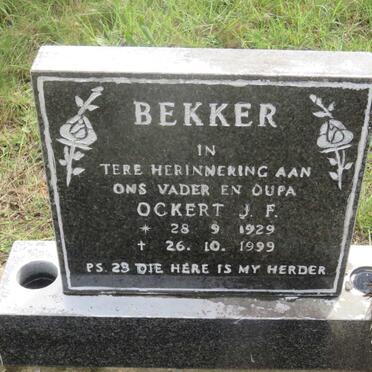 BEKKER
IN
TERE HERINNERING AAN
ONS VADER EN OUPA
OCKERT J. F.
* 28 9 1929
+ 26. 10. 1999
PS. 23 DIE HERE IS MY HERDER